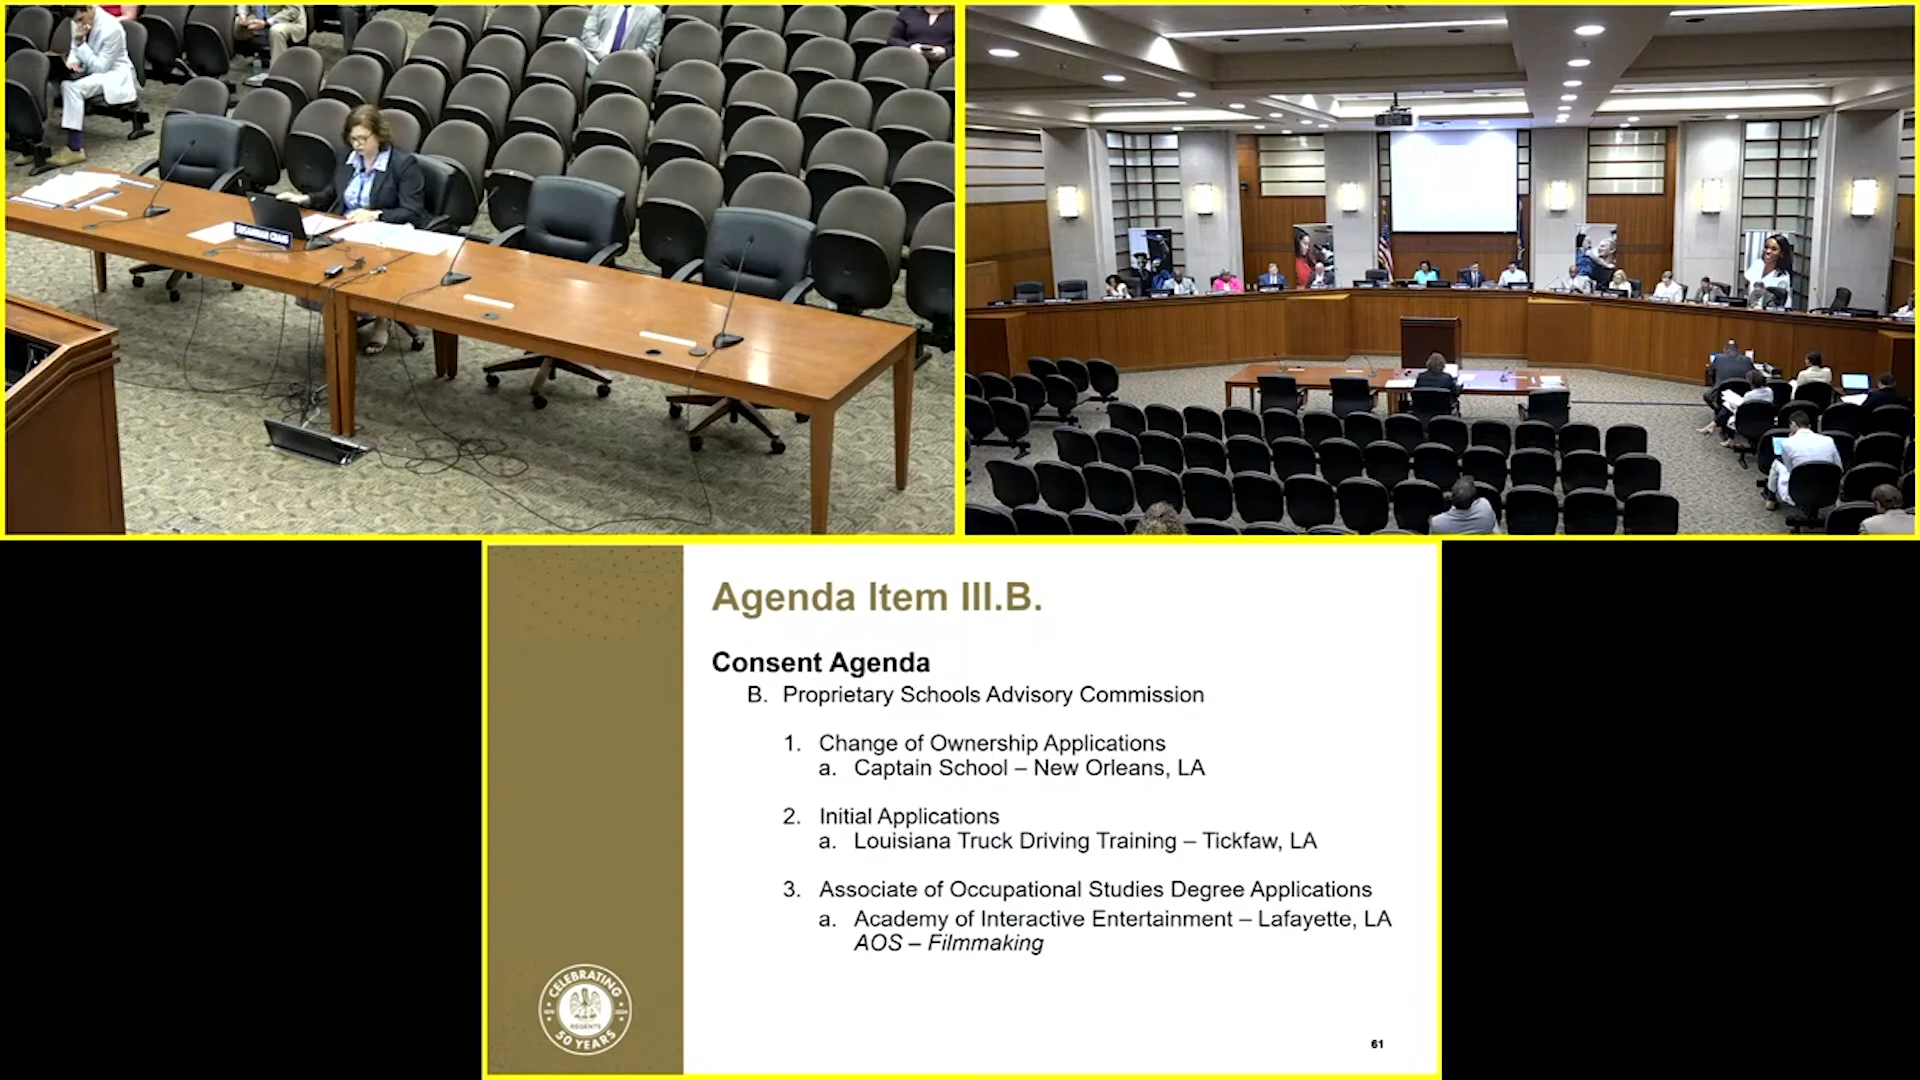 SUSANNAH CRAIG
Agenda Item III.B.
Consent Agenda
B. Proprietary Schools Advisory Commission
1. Change of Ownership Applications
a. Captain School – New Orleans, LA
2. Initial Applications
a. Louisiana Truck Driving Training – Tickfaw, LA
3. Associate of Occupational Studies Degree Applications
a. Academy of Interactive Entertainment – Lafayette, LA
AOS – Filmmaking
CELEBRATING
REGENTS
50 YEARS
61